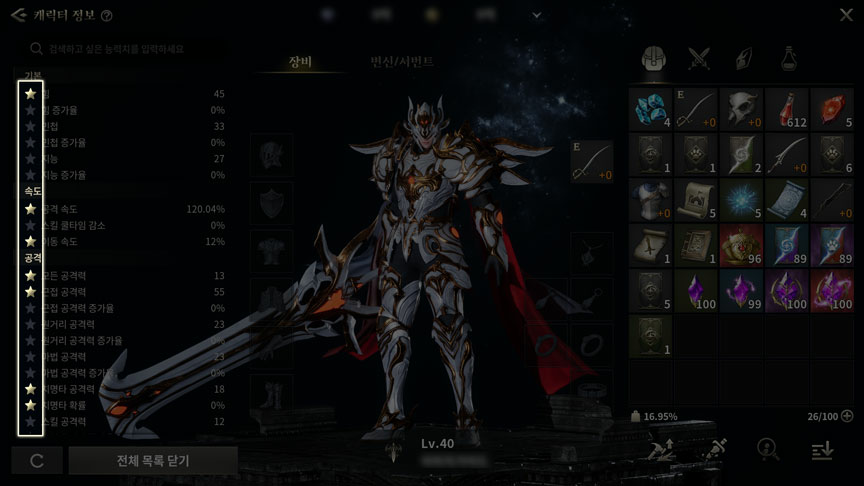 캐릭터 정보 ?
검색하고 싶은 능력치를 입력하세요
장비
변신/시먼트
기본
힘 45
힘 증가율 0%
민첩 33
민첩 증가율 0%
지능 27
지능 증가율 0%
속도
공격 속도 120.04%
스킬 쿨타임 감소 0%
이동 속도 12%
공격
모든 공격력 13
근접 공격력 55
근접 공격력 증가율 0%
원거리 공격력 23
원거리 공격력 증가율 0%
마법 공격력 23
마법 공격력 증가율 0%
치명타 공격력 18
치명타 확률 0%
스킬 공격력 12
전체 목록 닫기
Lv.40
E +0
4 E +0 +0 612 5
1 1 2 +0 6
+0 5 5 4
1 1 96 89 89
5 100 99 100 100
1
16.95% 26/100